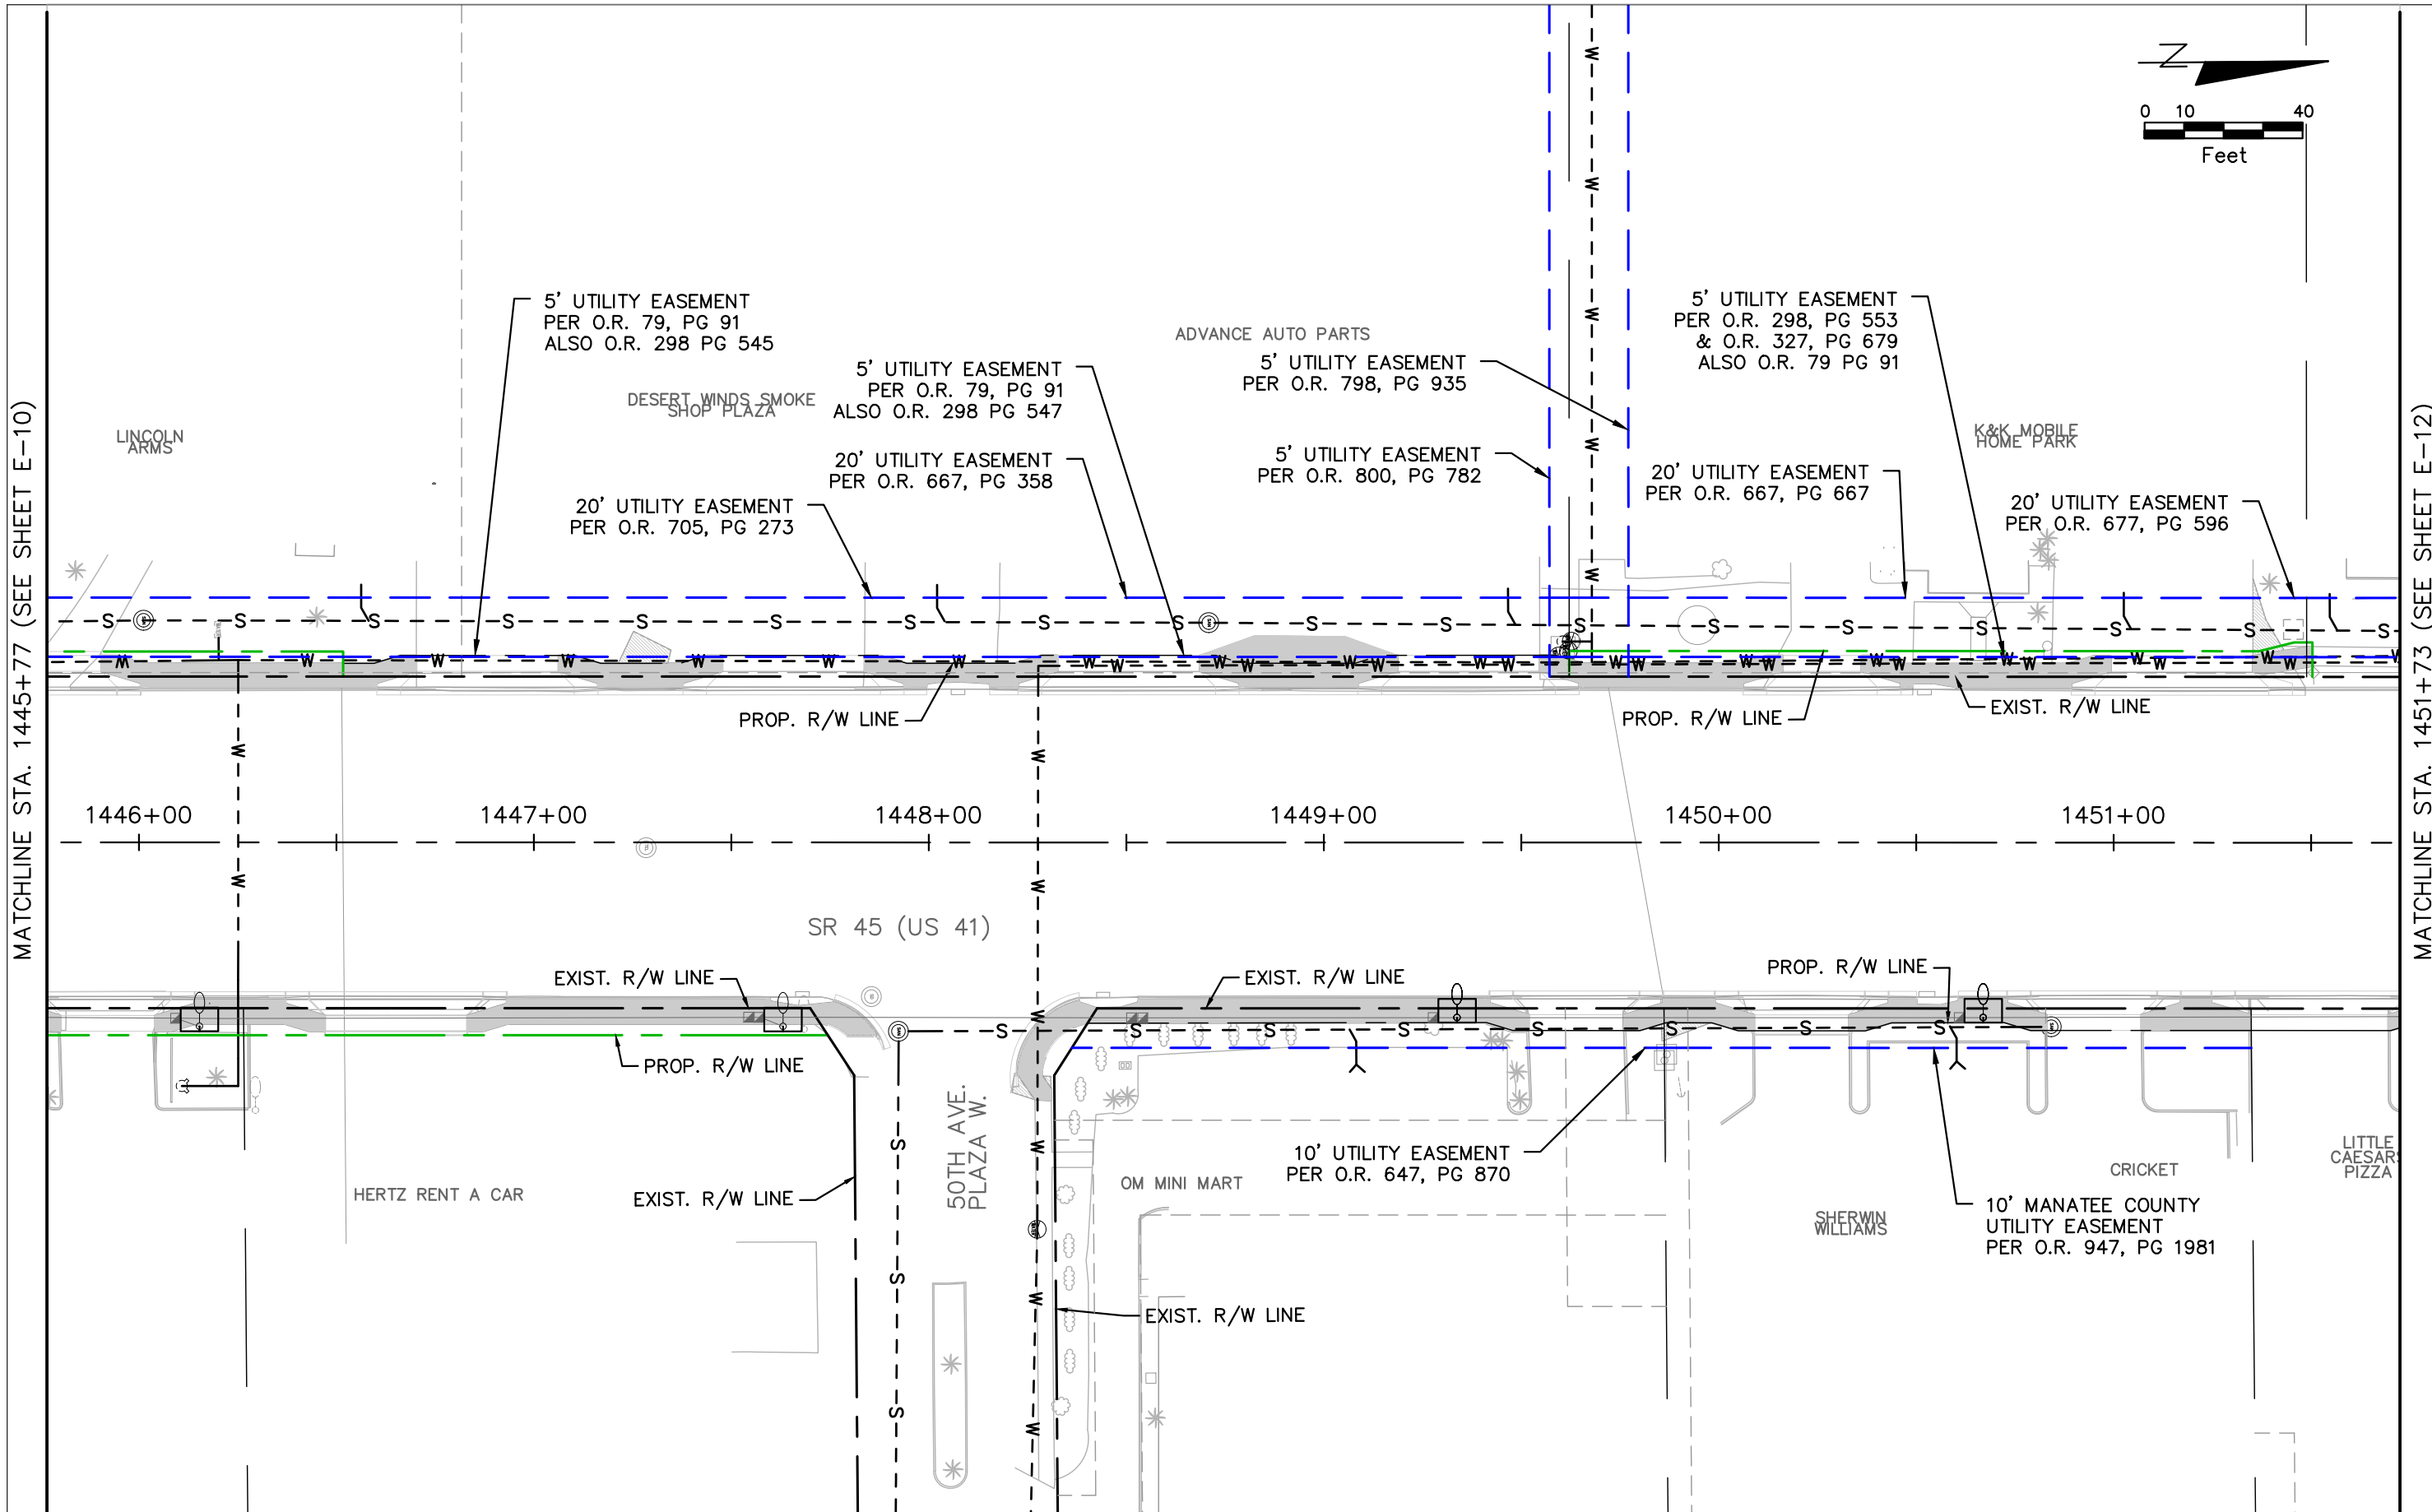 MATCHLINE STA. 1445+77 (SEE SHEET E-10)
MATCHLINE STA. 1451+73 (SEE SHEET E-12)
N
0 10 40
Feet
5' UTILITY EASEMENT
PER O.R. 79, PG 91
ALSO O.R. 298 PG 545
ADVANCE AUTO PARTS
5' UTILITY EASEMENT
PER O.R. 298, PG 553
& O.R. 327, PG 679
ALSO O.R. 79 PG 91
5' UTILITY EASEMENT
PER O.R. 79, PG 91
ALSO O.R. 298 PG 547
5' UTILITY EASEMENT
PER O.R. 798, PG 935
DESERT WINDS SMOKE
SHOP PLAZA
LINCOLN
ARMS
K&K MOBILE
HOME PARK
20' UTILITY EASEMENT
PER O.R. 667, PG 358
5' UTILITY EASEMENT
PER O.R. 800, PG 782
20' UTILITY EASEMENT
PER O.R. 667, PG 667
20' UTILITY EASEMENT
PER O.R. 705, PG 273
20' UTILITY EASEMENT
PER O.R. 677, PG 596
PROP. R/W LINE
PROP. R/W LINE
EXIST. R/W LINE
1446+00
1447+00
1448+00
1449+00
1450+00
1451+00
SR 45 (US 41)
EXIST. R/W LINE
EXIST. R/W LINE
PROP. R/W LINE
PROP. R/W LINE
50TH AVE.
PLAZA W.
10' UTILITY EASEMENT
PER O.R. 647, PG 870
HERTZ RENT A CAR
EXIST. R/W LINE
OM MINI MART
CRICKET
LITTLE
CAESARS
PIZZA
SHERWIN
WILLIAMS
10' MANATEE COUNTY
UTILITY EASEMENT
PER O.R. 947, PG 1981
EXIST. R/W LINE